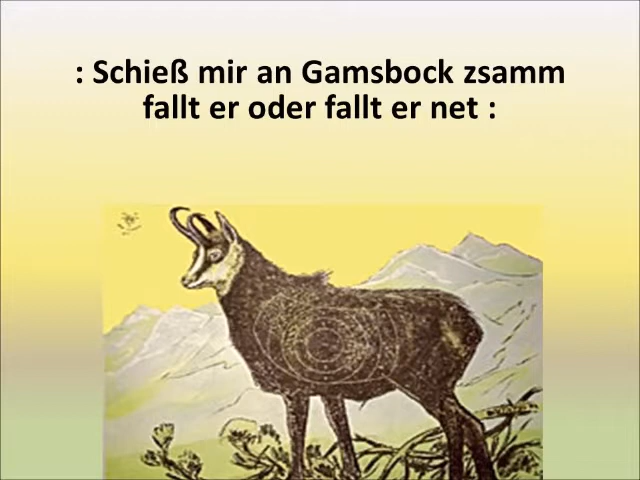 : Schieß mir an Gamsbock zsamm
fallt er oder fallt er net :